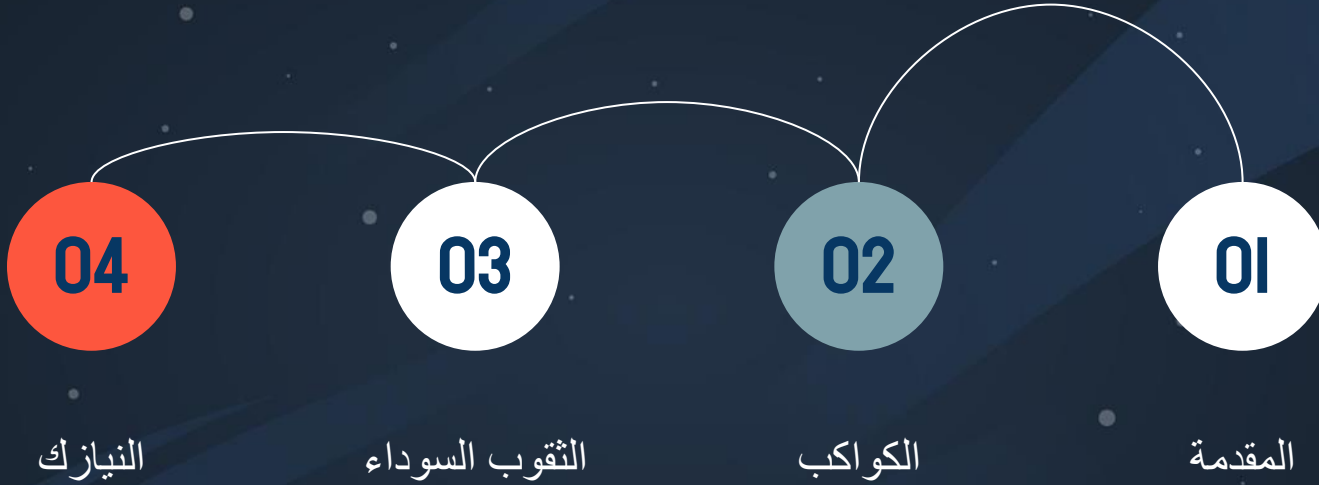 01
02
03
04
المقدمة
الكواكب
الثقوب السوداء
النيازك